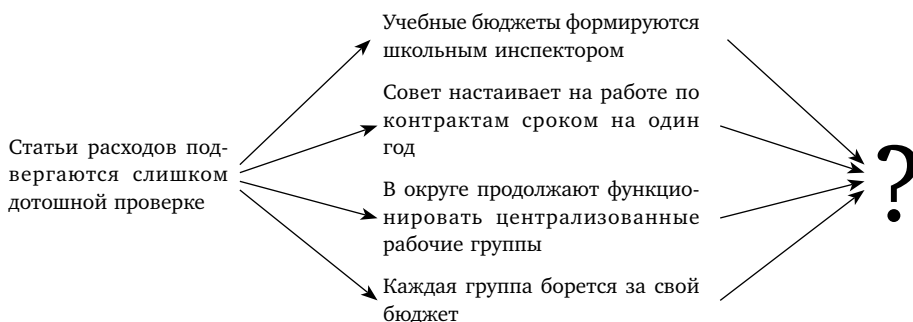 Учебные бюджеты формируются
школьным инспектором
Совет настаивает на работе по
контрактам сроком на один
год
Статьи расходов под-
вергаются слишком
дотошной проверке
?
В округе продолжают функцио-
нировать централизованные
рабочие группы
Каждая группа борется за свой
бюджет